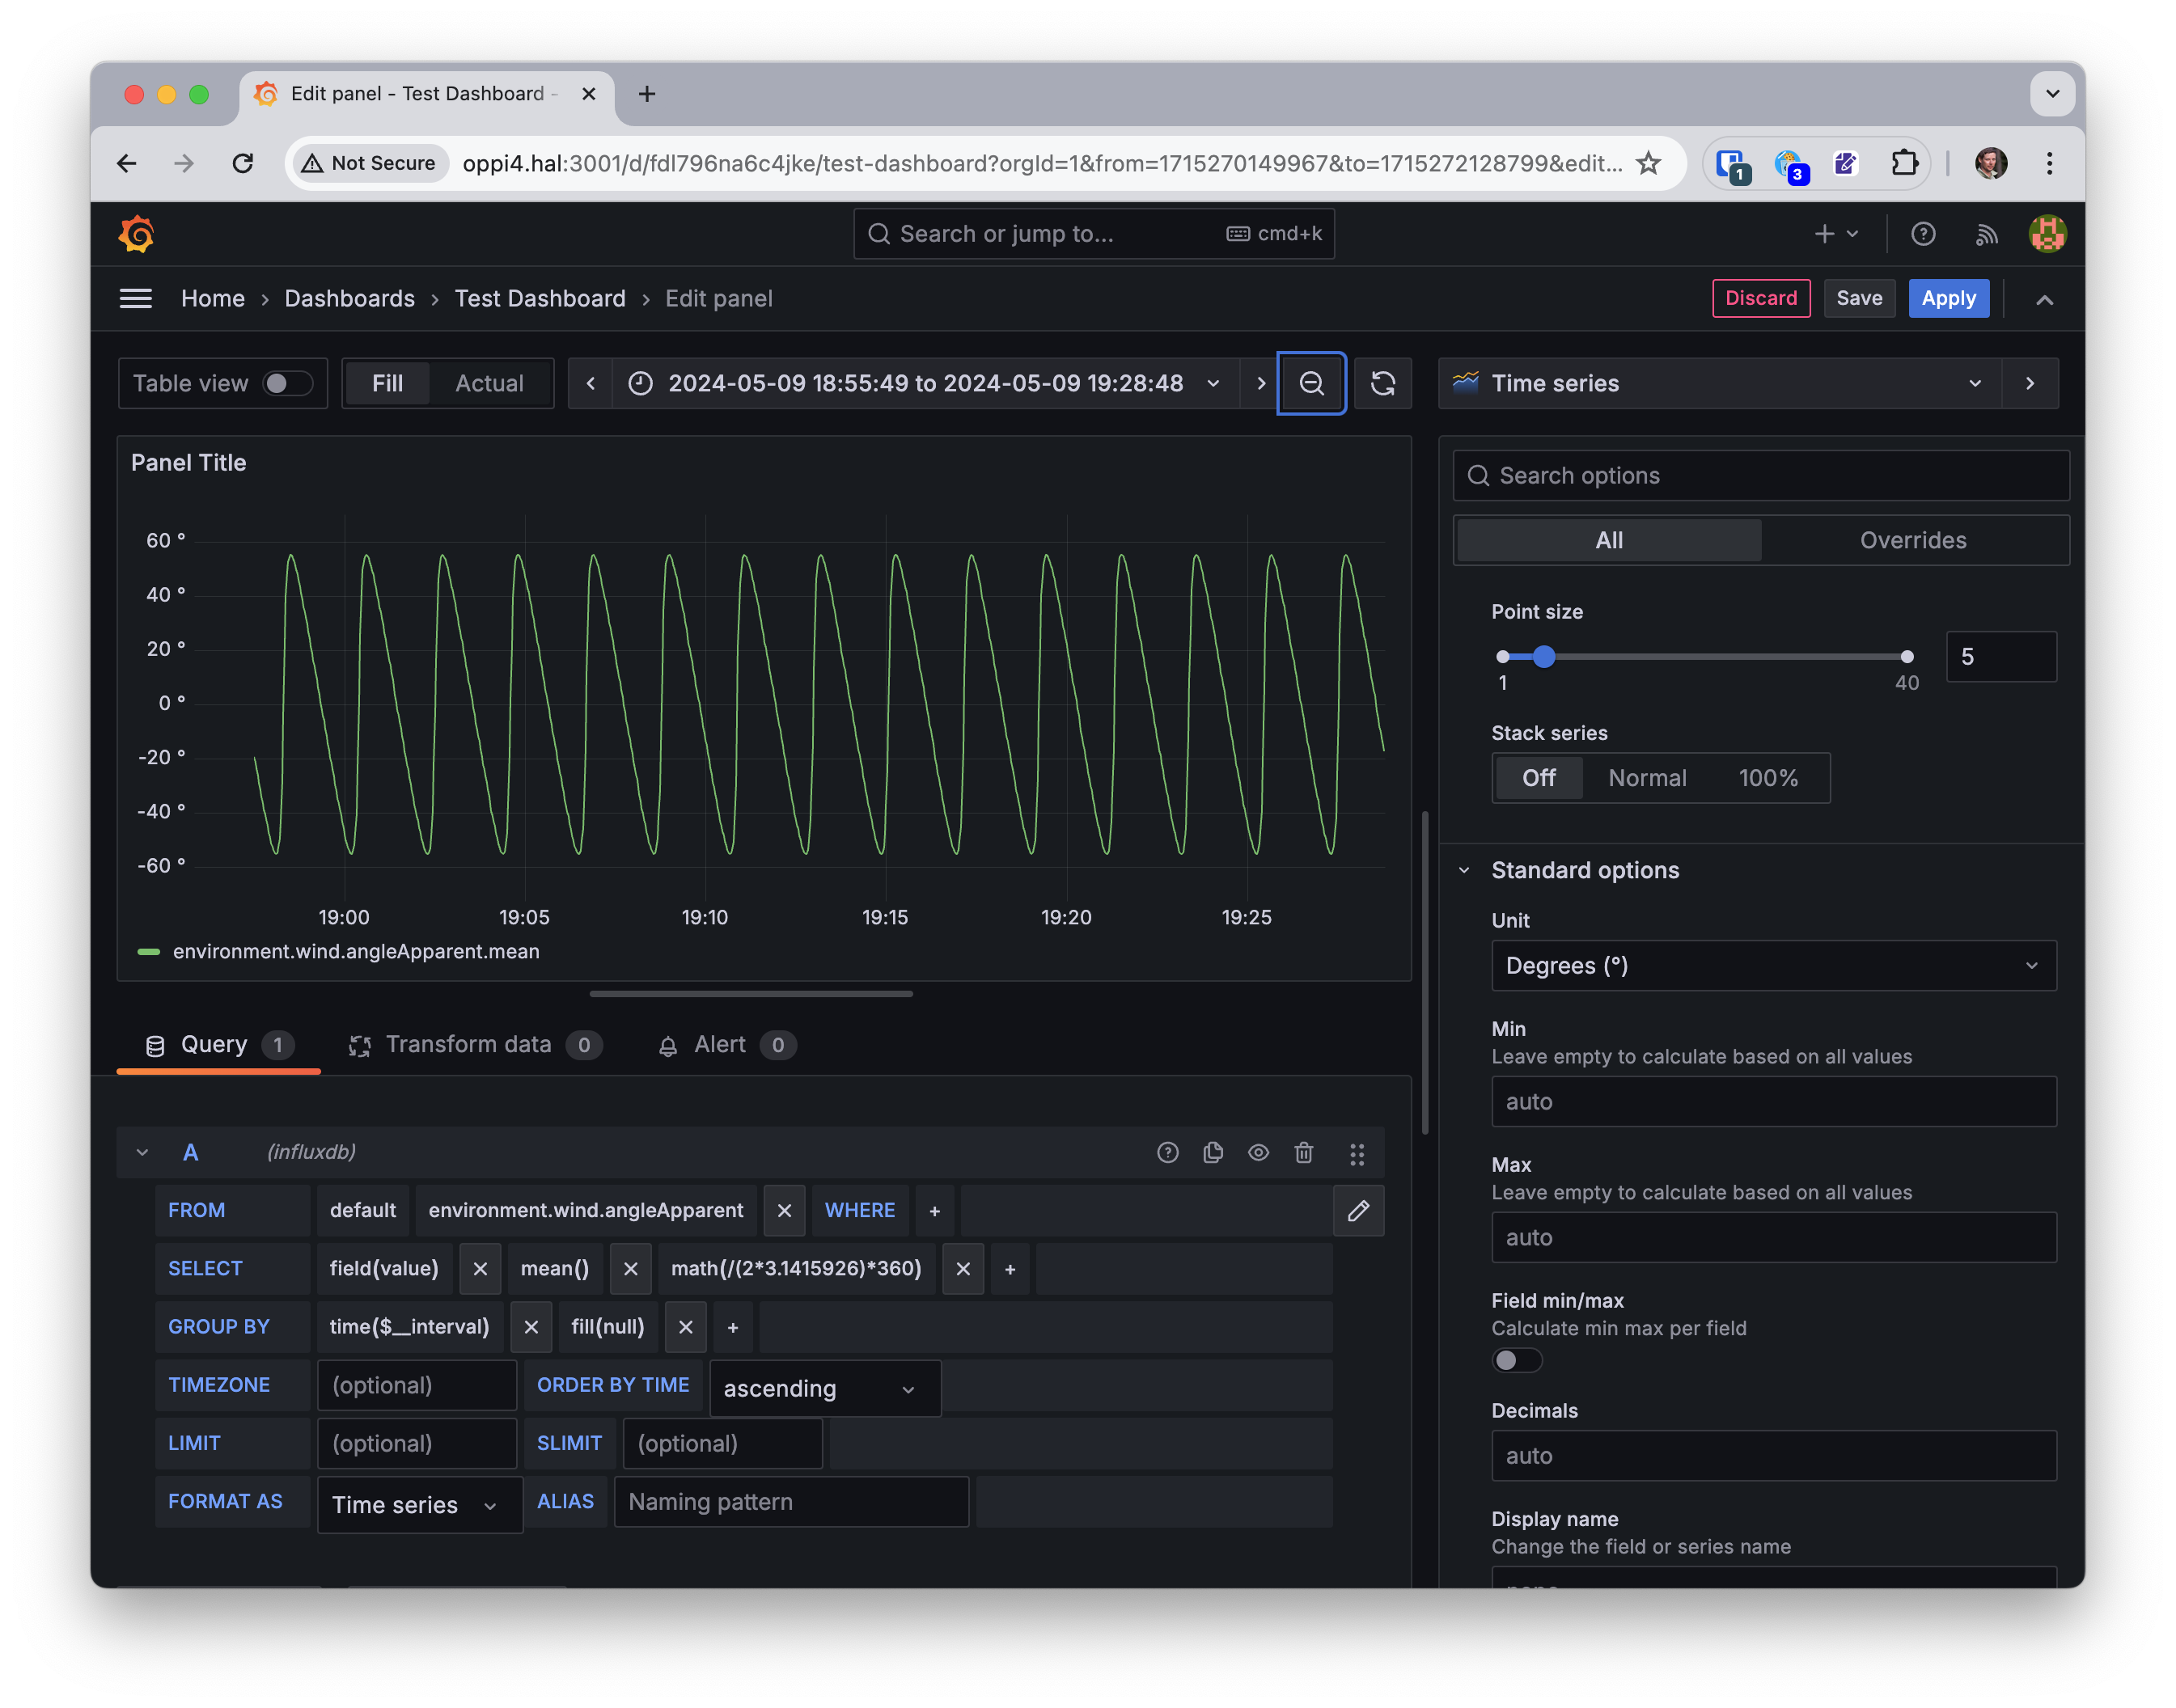 Edit panel - Test Dashboard -
Not Secure
oppi4.hal:3001/d/fdl796na6c4jke/test-dashboard?orgId=1&from=1715270149967&to=1715272128799&edit...
1
3
Search or jump to...
cmd+k
Home › Dashboards › Test Dashboard › Edit panel
Discard
Save
Apply
Table view
Fill
Actual
2024-05-09 18:55:49 to 2024-05-09 19:28:48
Time series
Panel Title
60 °
40 °
20 °
0 °
-20 °
-40 °
-60 °
19:00 19:05 19:10 19:15 19:20 19:25
environment.wind.angleApparent.mean
Search options
All
Overrides
Point size
5
1
40
Stack series
Off
Normal
100%
Standard options
Unit
Degrees (°)
Min
Leave empty to calculate based on all values
auto
Max
Leave empty to calculate based on all values
auto
Field min/max
Calculate min max per field
Decimals
auto
Display name
Change the field or series name
Query 1
Transform data 0
Alert 0
A (influxdb)
FROM default environment.wind.angleApparent × WHERE +
SELECT field(value) × mean() × math(/(2*3.1415926)*360) × +
GROUP BY time($__interval) × fill(null) × +
TIMEZONE (optional) ORDER BY TIME ascending
LIMIT (optional) SLIMIT (optional)
FORMAT AS Time series ALIAS Naming pattern